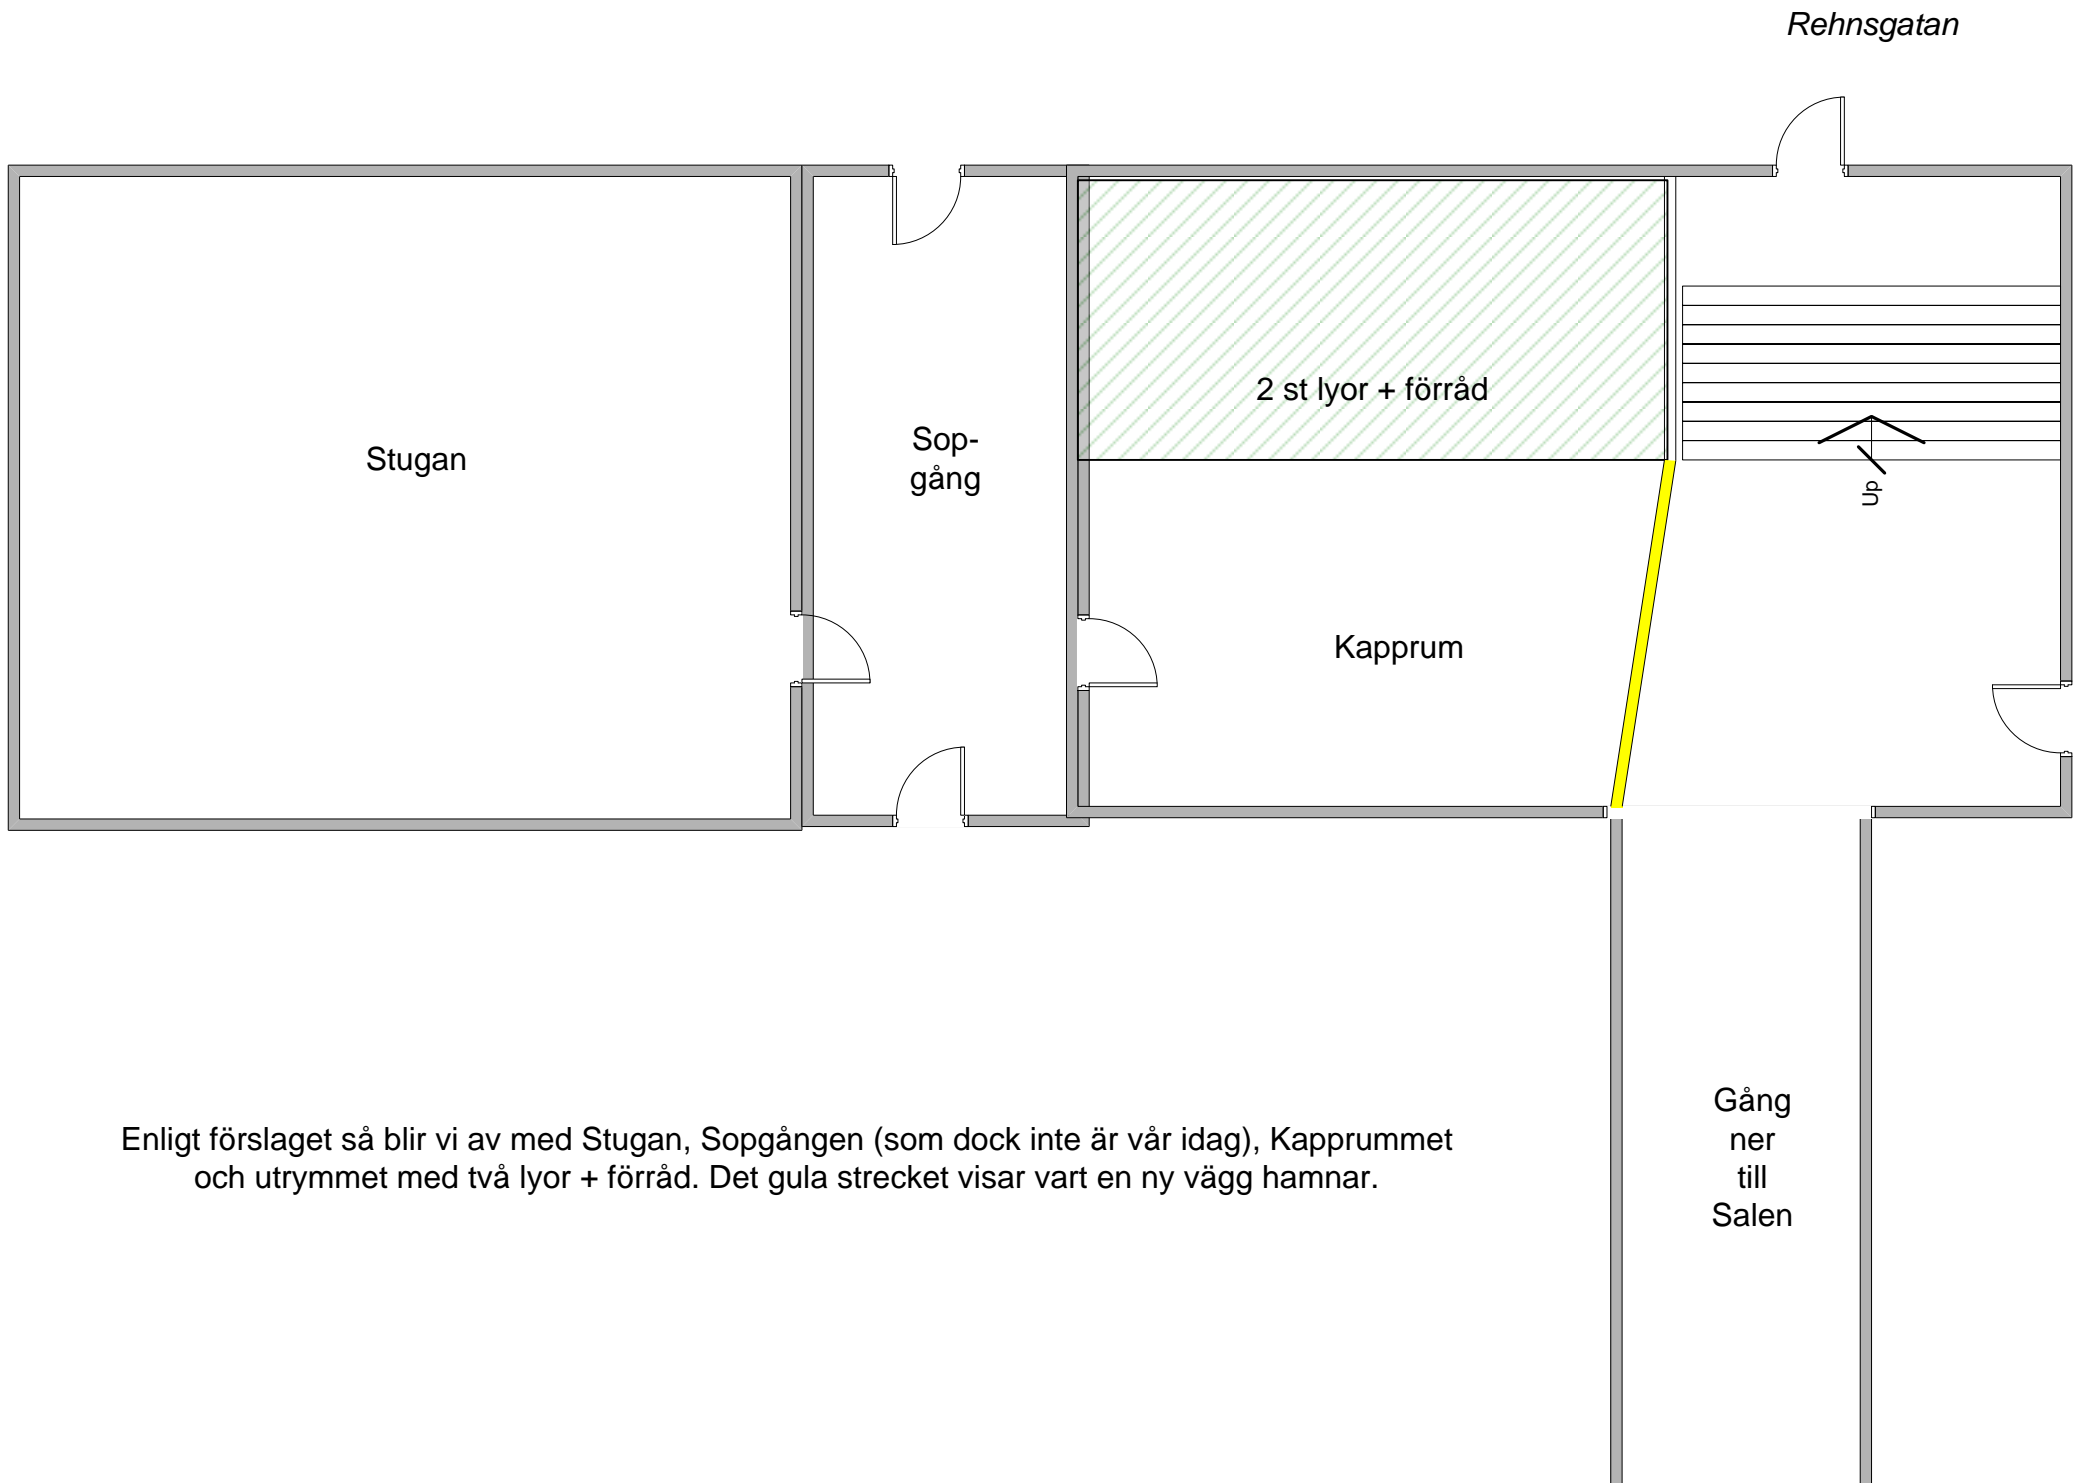 Rehnsgatan
2 st lyor + förråd
Stugan
Sop-
gång
Up
Kapprum
Gång
ner
till
Salen
Enligt förslaget så blir vi av med Stugan, Sopgången (som dock inte är vår idag), Kapprummet
och utrymmet med två lyor + förråd. Det gula strecket visar vart en ny vägg hamnar.